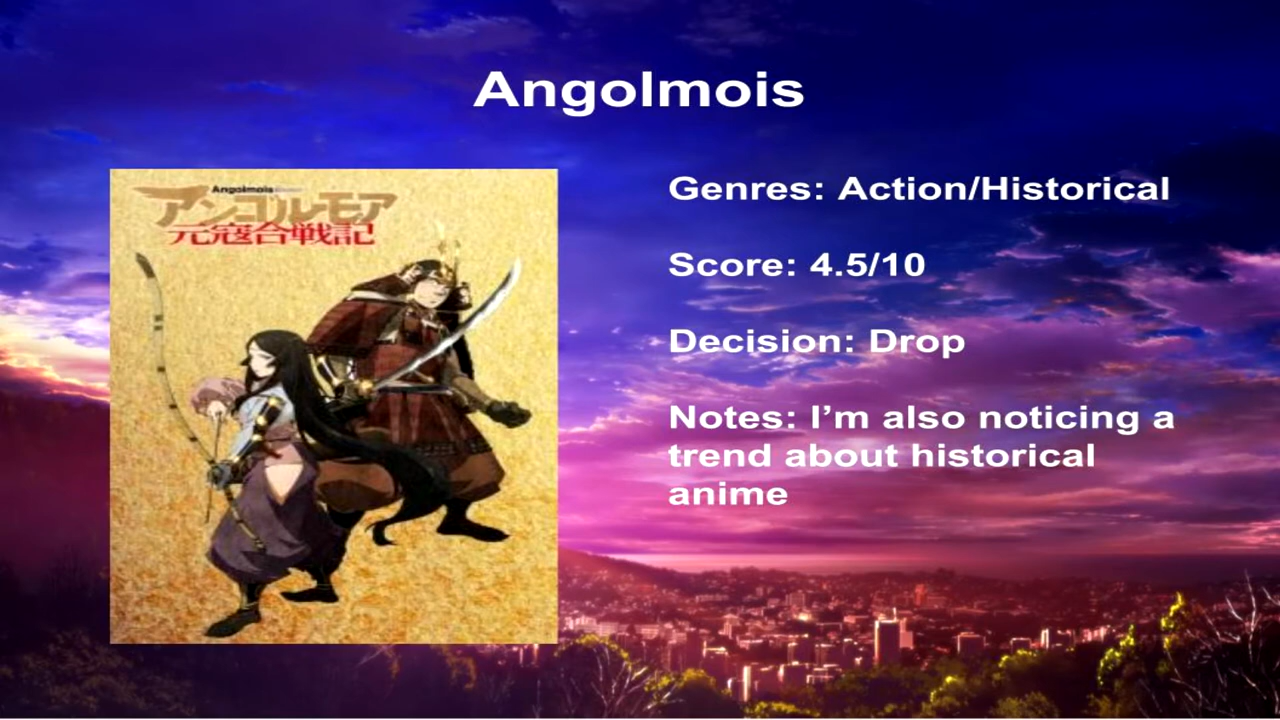 Angolmois
Angolmois
アンゴルモア
元寇合戦記
Genres: Action/Historical
Score: 4.5/10
Decision: Drop
Notes: I’m also noticing a
trend about historical
anime